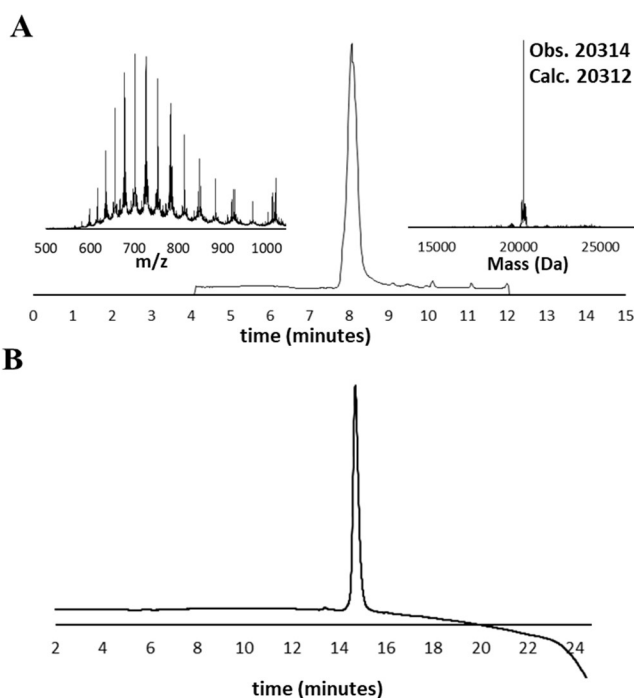 A
Obs. 20314
Calc. 20312
500 600 700 800 900 1000
m/z
15000 20000 25000
Mass (Da)
0 1 2 3 4 5 6 7 8 9 10 11 12 13 14 15
time (minutes)
B
2 4 6 8 10 12 14 16 18 20 22 24
time (minutes)